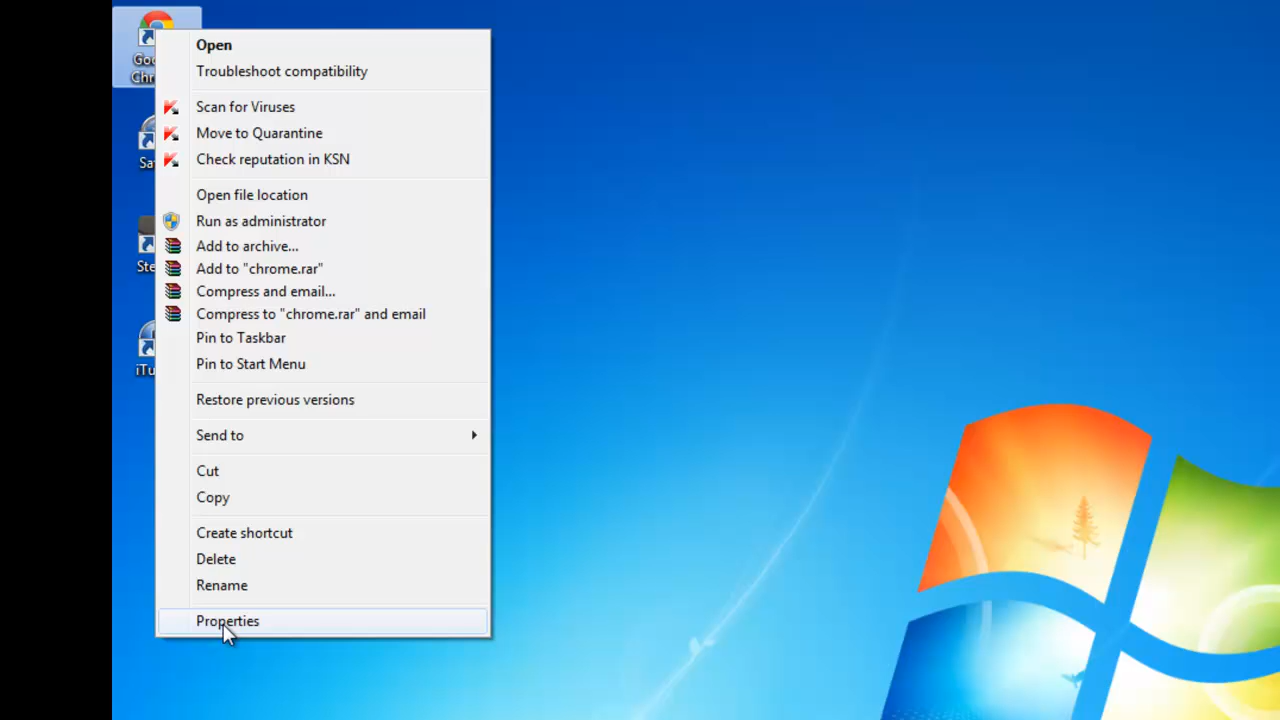 Open
Troubleshoot compatibility
Scan for Viruses
Move to Quarantine
Check reputation in KSN
Open file location
Run as administrator
Add to archive...
Add to "chrome.rar"
Compress and email...
Compress to "chrome.rar" and email
Pin to Taskbar
Pin to Start Menu
Restore previous versions
Send to
Cut
Copy
Create shortcut
Delete
Rename
Properties